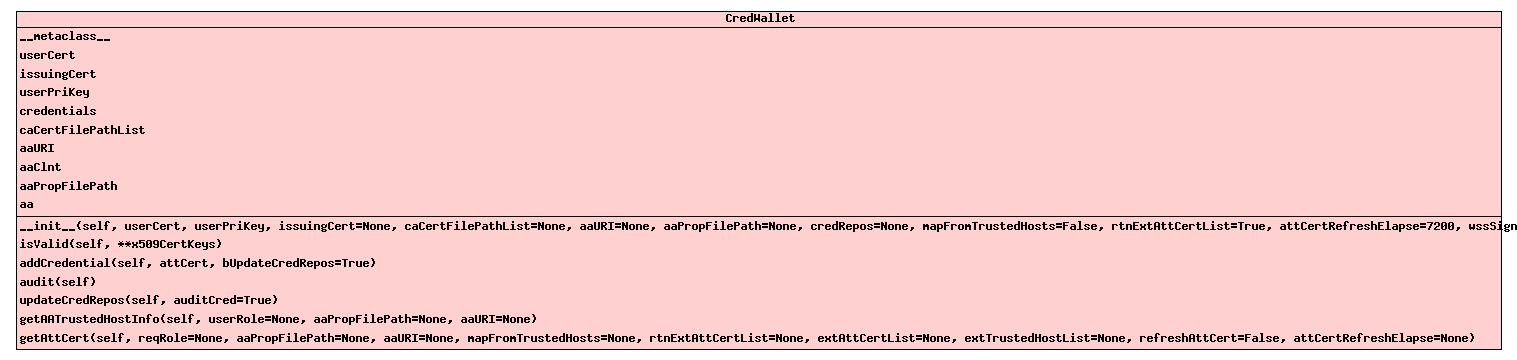 CredWallet
__metaclass__
userCert
issuingCert
userPriKey
credentials
caCertFilePathList
aaURI
aaClnt
aaPropFilePath
aa
__init__(self, userCert, userPriKey, issuingCert=None, caCertFilePathList=None, aaURI=None, aaPropFilePath=None, credRepos=None, mapFromTrustedHosts=False, rtnExtAttCertList=True, attCertRefreshElapse=7200, wssSign
isValid(self, **x509CertKeys)
addCredential(self, attCert, bUpdateCredRepos=True)
audit(self)
updateCredRepos(self, auditCred=True)
getAATrustedHostInfo(self, userRole=None, aaPropFilePath=None, aaURI=None)
getAttCert(self, reqRole=None, aaPropFilePath=None, aaURI=None, mapFromTrustedHosts=None, rtnExtAttCertList=None, extAttCertList=None, extTrustedHostList=None, refreshAttCert=False, attCertRefreshElapse=None)